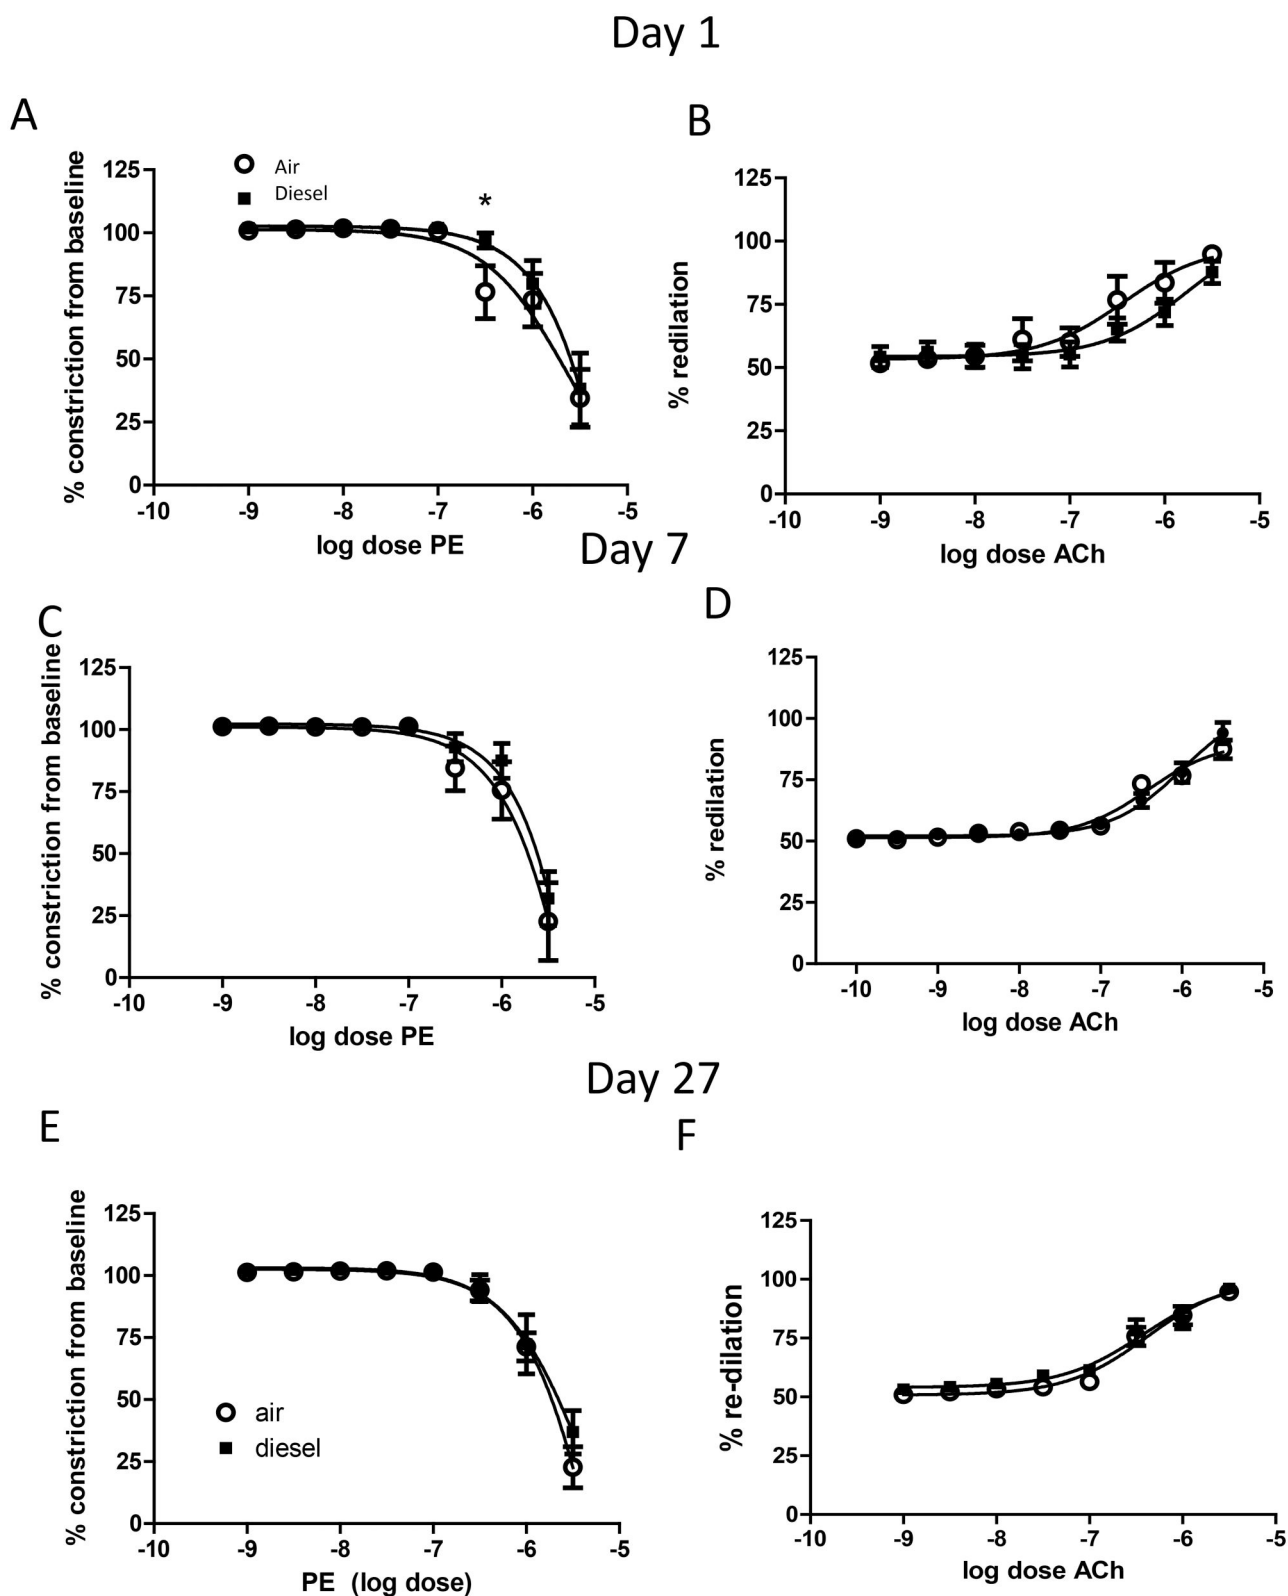 Day 1
A
% constriction from baseline
125
100
75
50
25
0
Air
Diesel
*
-10
-9
-8
-7
-6
-5
log dose PE
B
% redilation
125
100
75
50
25
0
-10
-9
-8
-7
-6
-5
log dose ACh
Day 7
C
% constriction from baseline
125
100
75
50
25
0
-10
-9
-8
-7
-6
-5
log dose PE
D
% redilation
125
100
75
50
25
0
-10
-9
-8
-7
-6
-5
log dose ACh
Day 27
E
% constriction from baseline
125
100
75
50
25
0
air
diesel
-10
-9
-8
-7
-6
-5
PE (log dose)
F
% re-dilation
125
100
75
50
25
0
-9
-8
-7
-6
-5
log dose ACh